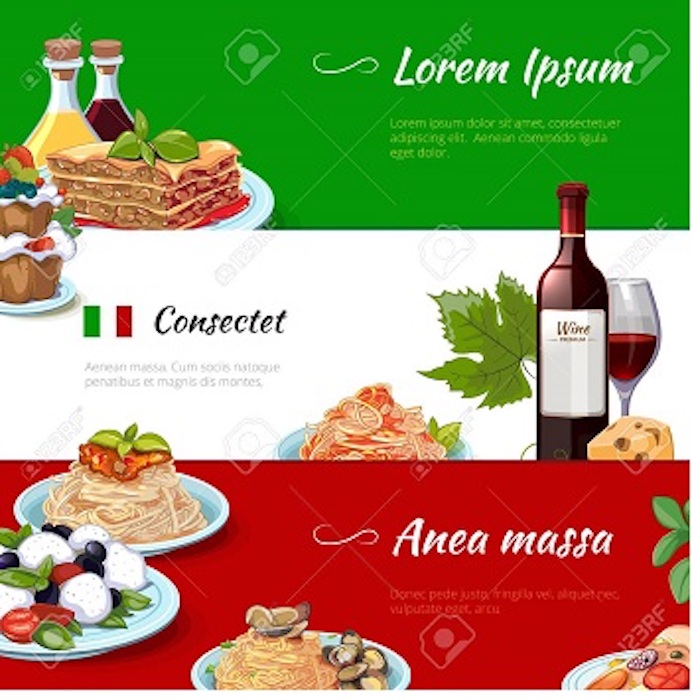 Lorem Ipsum
Lorem ipsum dolor sit amet, consectetuer
adipiscing elit. Aenean commodo ligula
eget dolor.
Consectet
Aenean massa. Cum sociis natoque
penatibus et magnis dis montes,
Wine
PREMIUM
Anea massa
Donec pede justo, fringilla vel, aliquet nec,
vulputate eget, arcu.
123RF